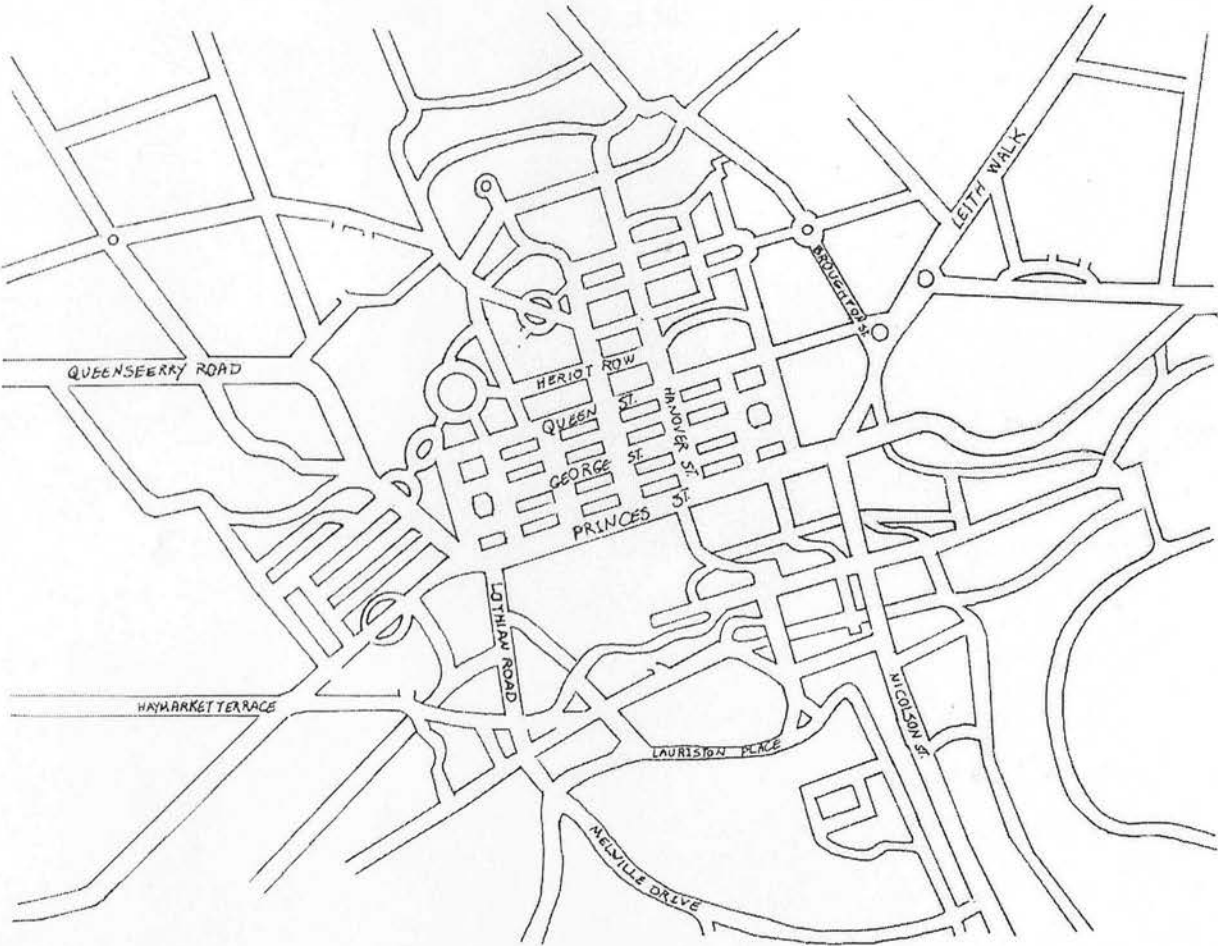 LEITH WALK
BROUGHTON ST.
QUEENSFERRY ROAD
HERIOT ROW
QUEEN ST.
HANOVER ST.
GEORGE ST.
PRINCES ST.
LOTHIAN ROAD
HAYMARKET TERRACE
NICOLSON ST.
LAURISTON PLACE
MELVILLE DRIVE